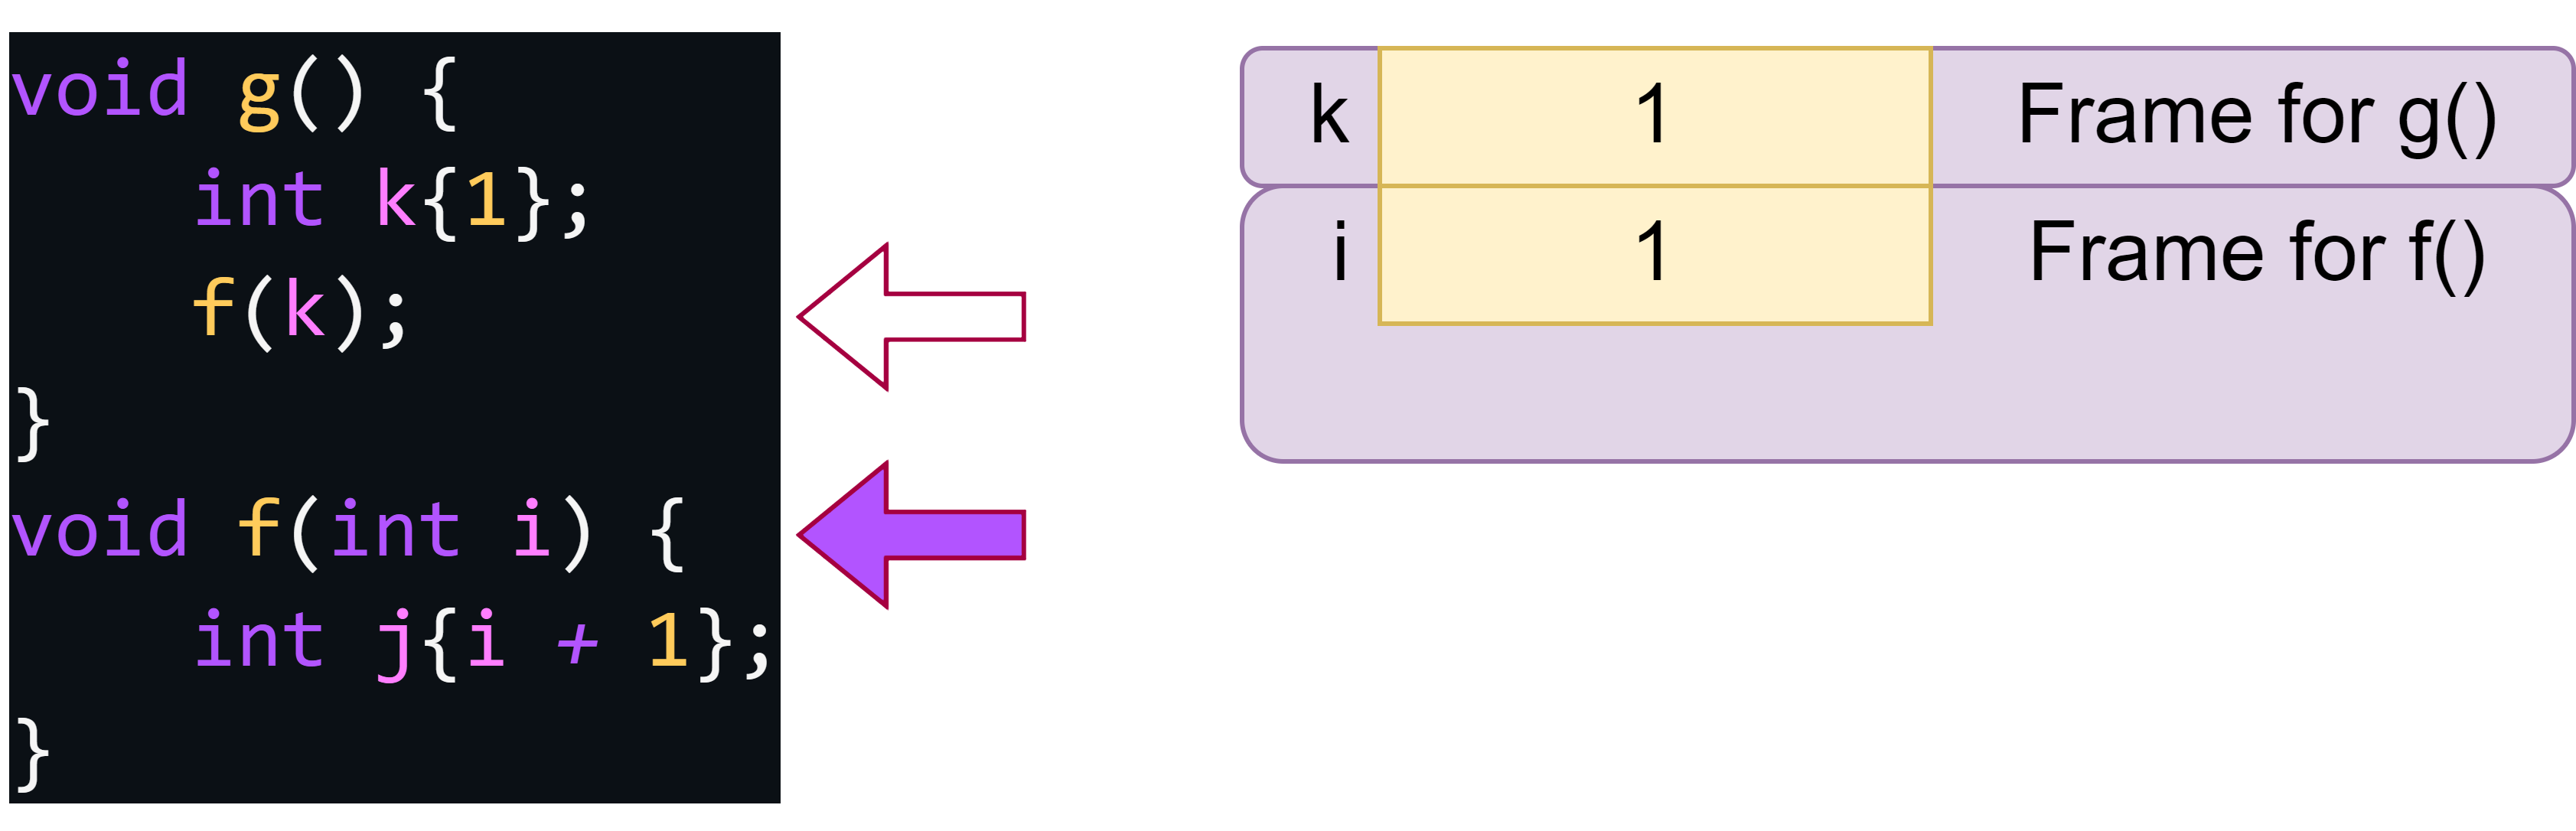 void g() {
    int k{1};
    f(k);
}
void f(int i) {
    int j{i + 1};
}
k 1 Frame for g()
i 1 Frame for f()